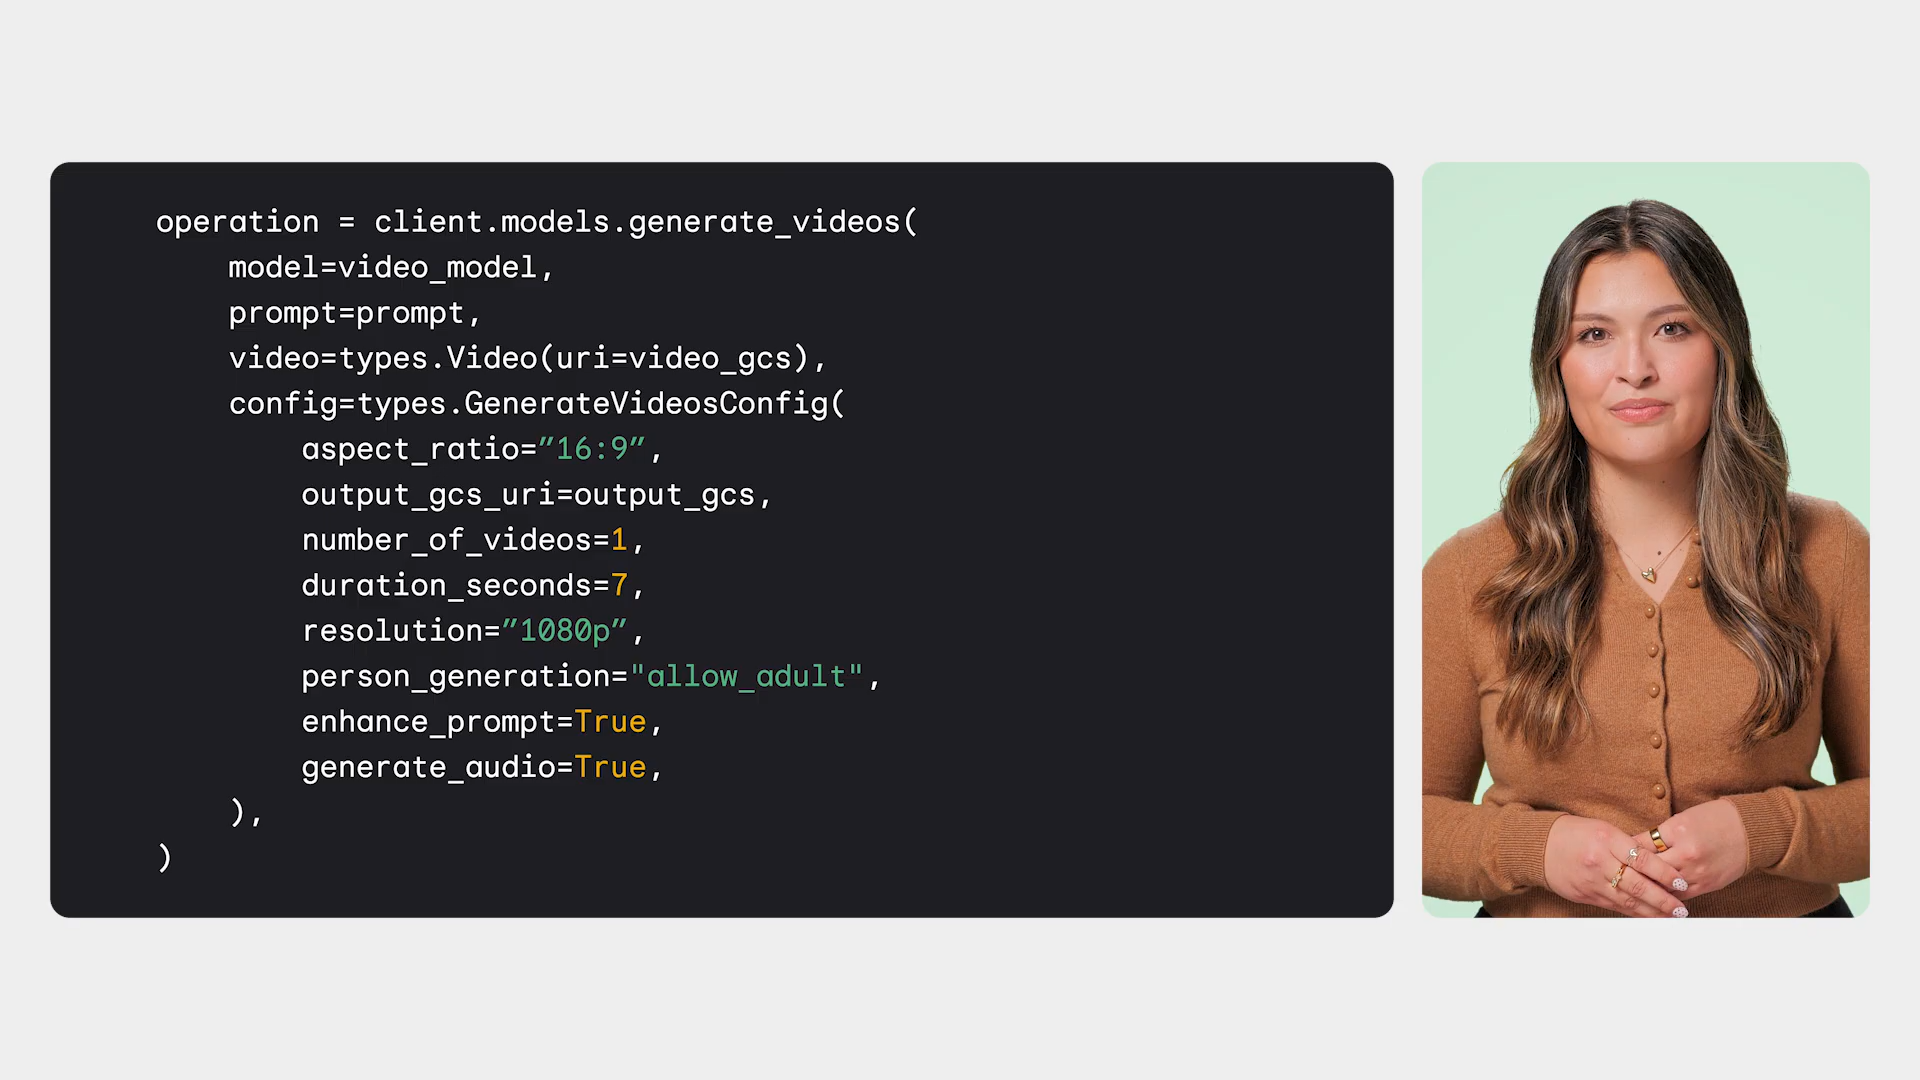 operation = client.models.generate_videos(
model=video_model,
prompt=prompt,
video=types.Video(uri=video_gcs),
config=types.GenerateVideosConfig(
aspect_ratio=”16:9”,
output_gcs_uri=output_gcs,
number_of_videos=1,
duration_seconds=7,
resolution=”1080p”,
person_generation="allow_adult",
enhance_prompt=True,
generate_audio=True,
),
)